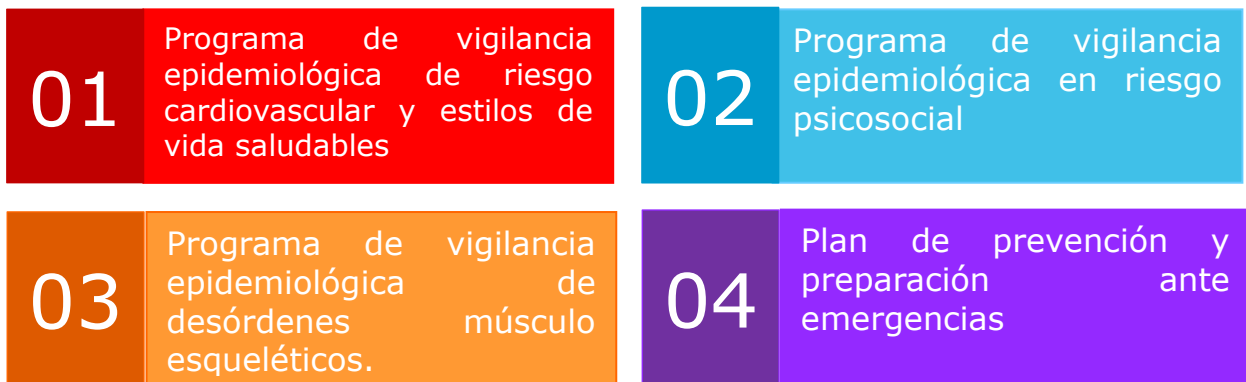 01
Programa de vigilancia
epidemiológica de riesgo
cardiovascular y estilos de
vida saludables
02
Programa de vigilancia
epidemiológica en riesgo
psicosocial
03
Programa de vigilancia
epidemiológica de
desórdenes músculo
esqueléticos.
04
Plan de prevención y
preparación ante
emergencias